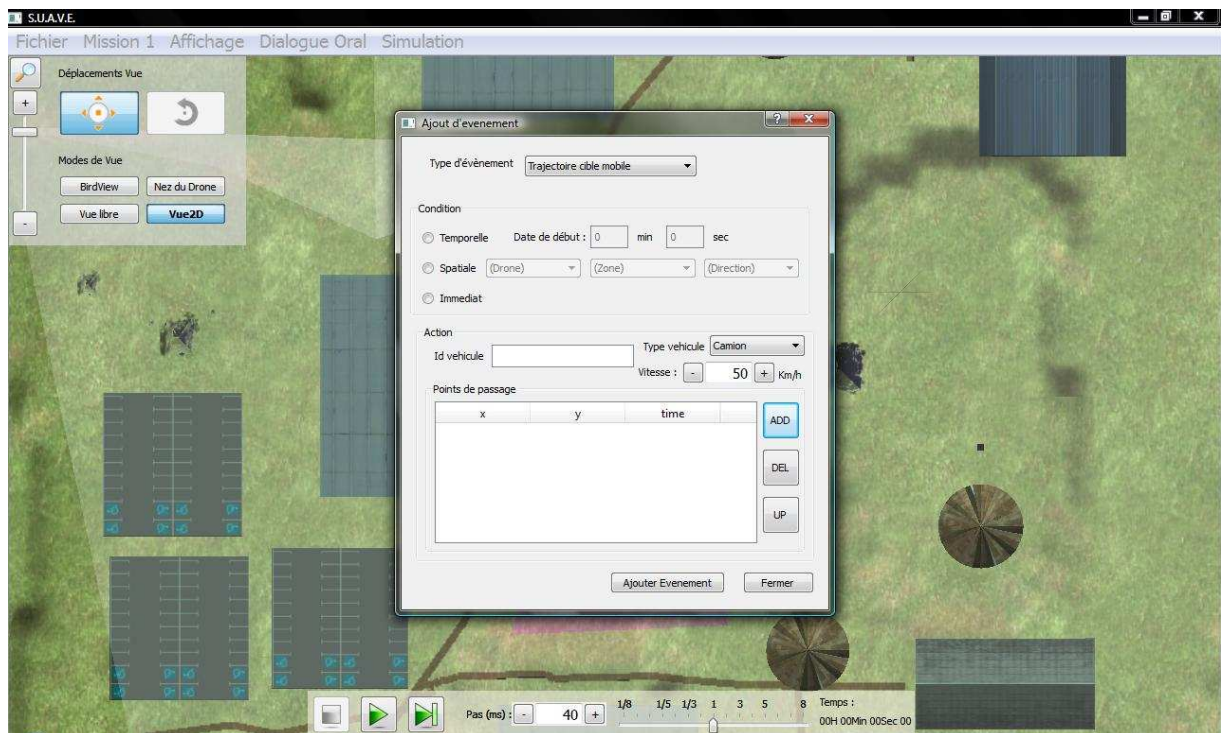 S.U.A.V.E.
Fichier Mission 1 Affichage Dialogue Oral Simulation
Déplacements Vue
+
-
Modes de Vue
BirdView Nez du Drone
Vue libre Vue2D
Ajout d'evenement
Type d'évènement Trajectoire cible mobile
Condition
Temporelle Date de début : 0 min 0 sec
Spatiale (Drone) (Zone) (Direction)
Immediat
Action
Id vehicule Type vehicule Camion
Vitesse : - 50 + Km/h
Points de passage
x y time
ADD
DEL
UP
Ajouter Evenement Fermer
Pas (ms) : - 40 + 1/8 1/5 1/3 1 3 5 8 Temps :
00H 00Min 00Sec 00